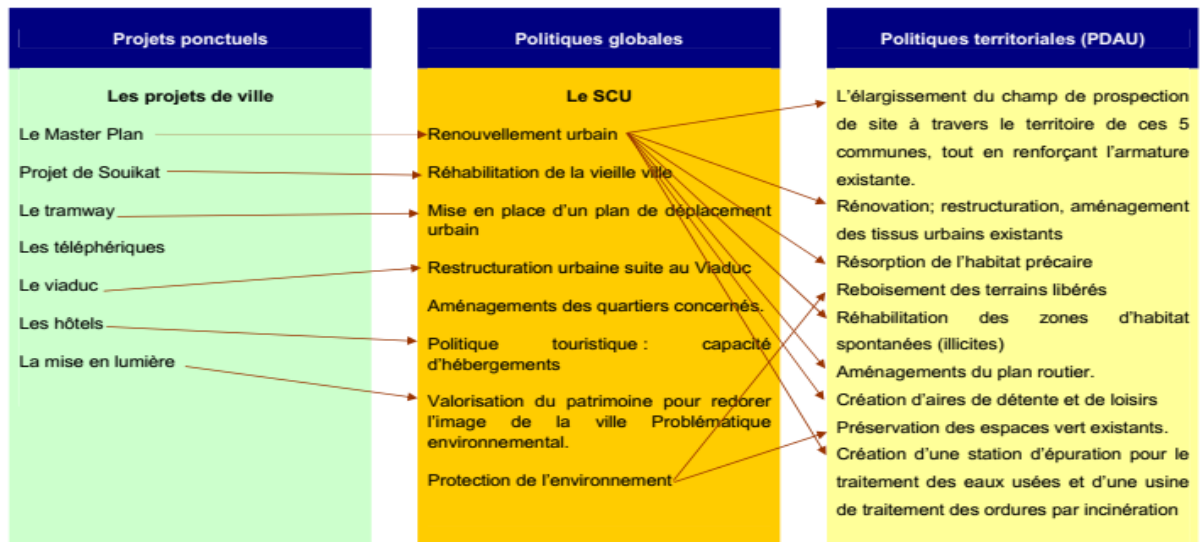 Projets ponctuels
Les projets de ville
Le Master Plan
Projet de Souikat
Le tramway
Les téléphériques
Le viaduc
Les hôtels
La mise en lumière
Politiques globales
Le SCU
Renouvellement urbain
Réhabilitation de la vieille ville
Mise en place d'un plan de déplacement
urbain
Restructuration urbaine suite au Viaduc
Aménagements des quartiers concernés.
Politique touristique : capacité
d'hébergements
Valorisation du patrimoine pour redorer
l'image de la ville Problématique
environnemental.
Protection de l'environnement
Politiques territoriales (PDAU)
L'élargissement du champ de prospection
de site à travers le territoire de ces 5
communes, tout en renforçant l'armature
existante.
Rénovation; restructuration, aménagement
des tissus urbains existants
Résorption de l'habitat précaire
Reboisement des terrains libérés
Réhabilitation des zones d'habitat
spontanées (illicites)
Aménagements du plan routier.
Création d'aires de détente et de loisirs
Préservation des espaces vert existants.
Création d'une station d'épuration pour le
traitement des eaux usées et d'une usine
de traitement des ordures par incinération